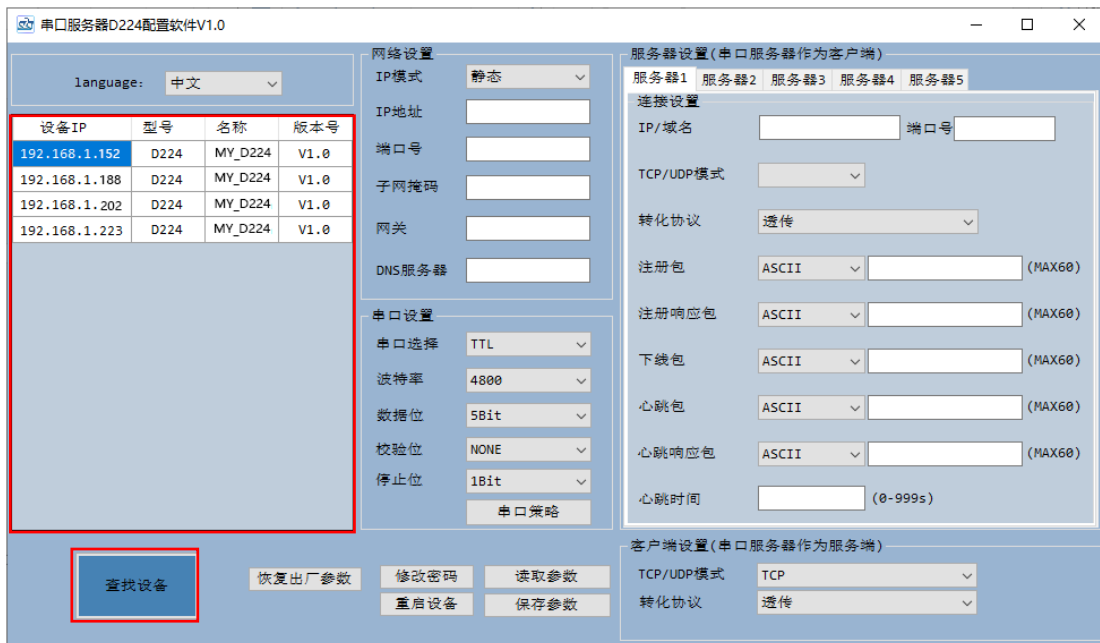 串口服务器D224配置软件V1.0
language: 中文
设备IP 型号 名称 版本号
192.168.1.152 D224 MY_D224 V1.0
192.168.1.188 D224 MY_D224 V1.0
192.168.1.202 D224 MY_D224 V1.0
192.168.1.223 D224 MY_D224 V1.0
查找设备
恢复出厂参数
修改密码 读取参数
重启设备 保存参数
网络设置
IP模式 静态
IP地址
端口号
子网掩码
网关
DNS服务器
串口设置
串口选择 TTL
波特率 4800
数据位 5Bit
校验位 NONE
停止位 1Bit
串口策略
服务器设置(串口服务器作为客户端)
服务器1 服务器2 服务器3 服务器4 服务器5
连接设置
IP/域名 端口号
TCP/UDP模式
转化协议 透传
注册包 ASCII (MAX60)
注册响应包 ASCII (MAX60)
下线包 ASCII (MAX60)
心跳包 ASCII (MAX60)
心跳响应包 ASCII (MAX60)
心跳时间 (0-999s)
客户端设置(串口服务器作为服务端)
TCP/UDP模式 TCP
转化协议 透传